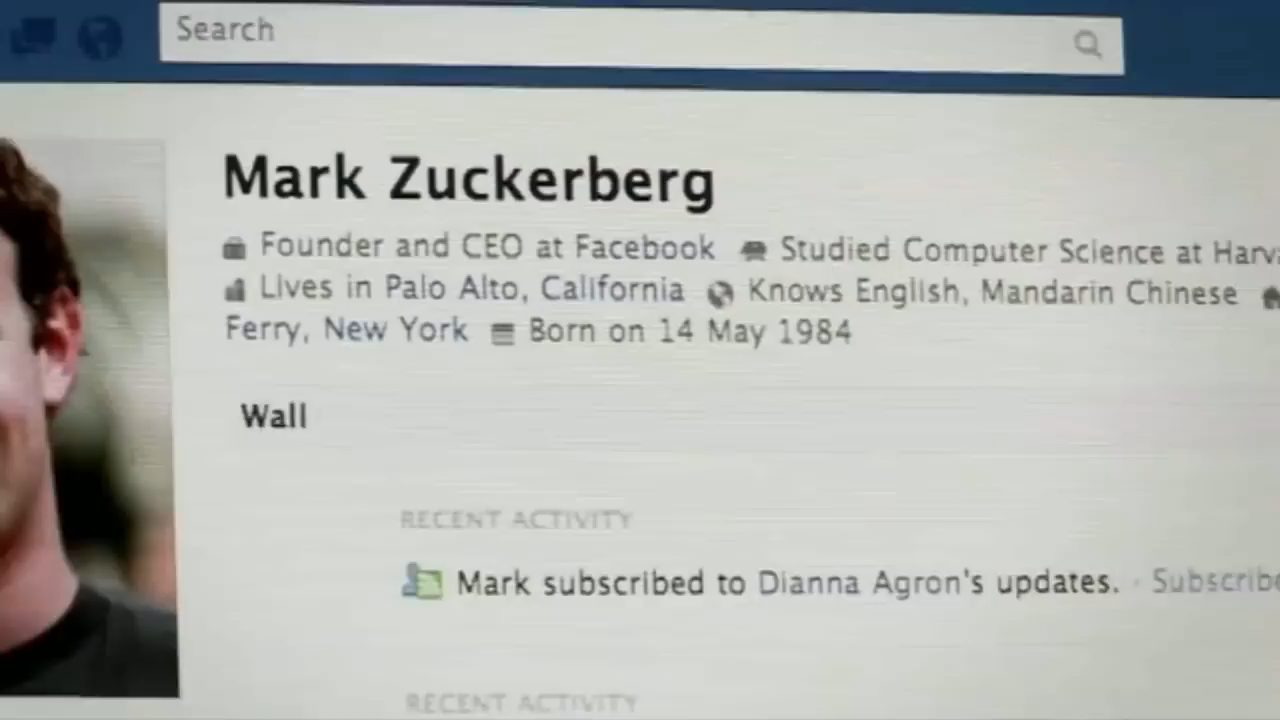 Search
Mark Zuckerberg
Founder and CEO at Facebook Studied Computer Science at Harva
Lives in Palo Alto, California Knows English, Mandarin Chinese
Ferry, New York Born on 14 May 1984
Wall
RECENT ACTIVITY
Mark subscribed to Dianna Agron's updates. · Subscribe
RECENT ACTIVITY